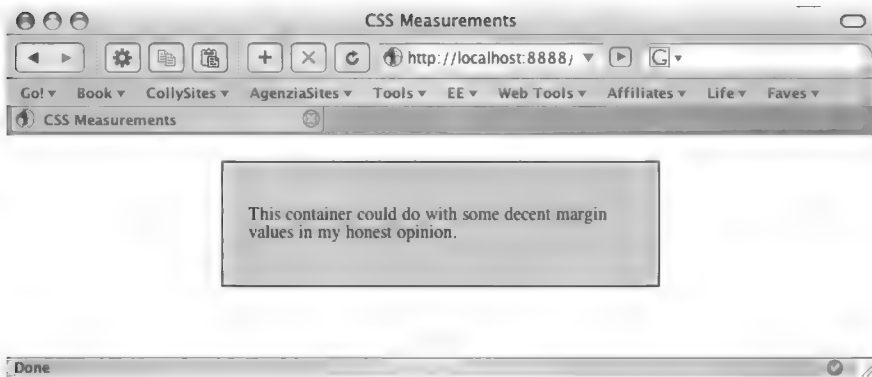 CSS Measurements
http://localhost:8888/
G
Go! Book CollySites AgenziaSites Tools EE Web Tools Affiliates Life Faves
CSS Measurements
This container could do with some decent margin
values in my honest opinion.
Done